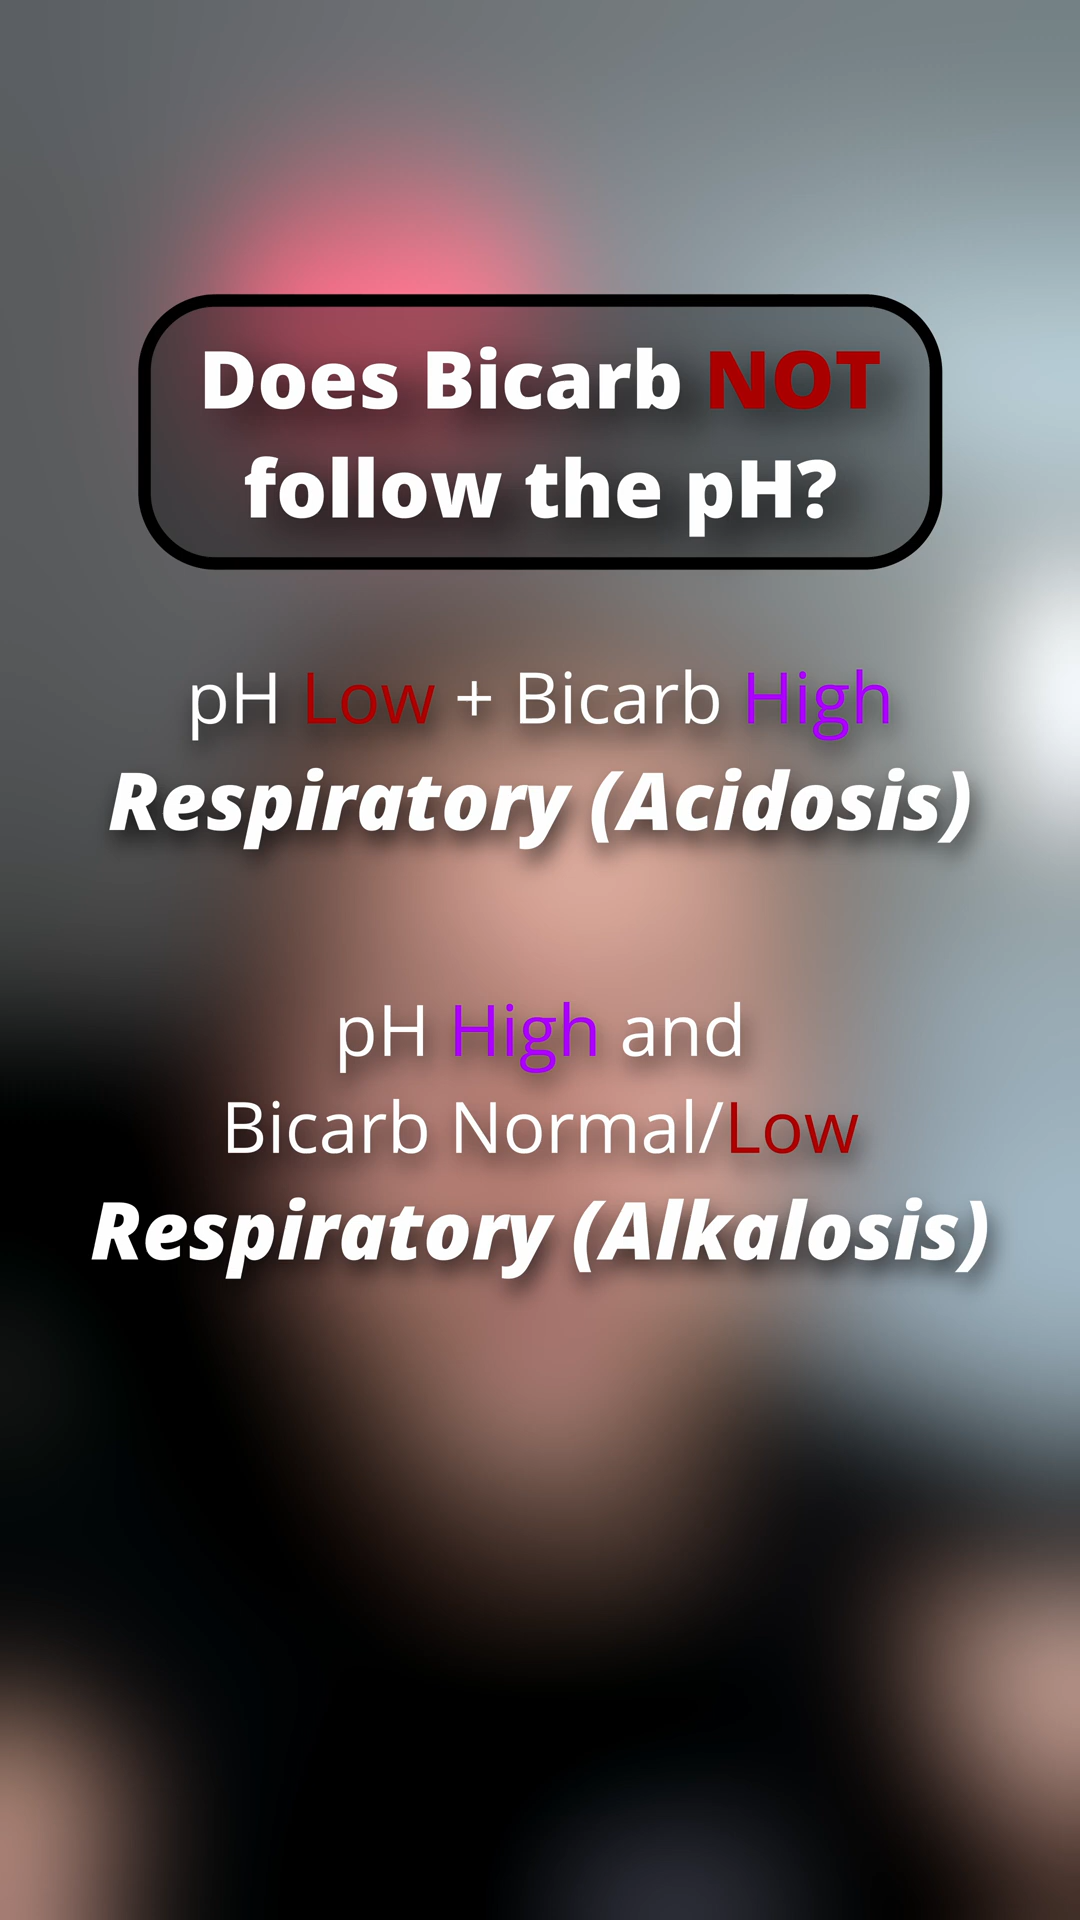 Does Bicarb NOT
follow the pH?
pH Low + Bicarb High
Respiratory (Acidosis)
pH High and
Bicarb Normal/Low
Respiratory (Alkalosis)